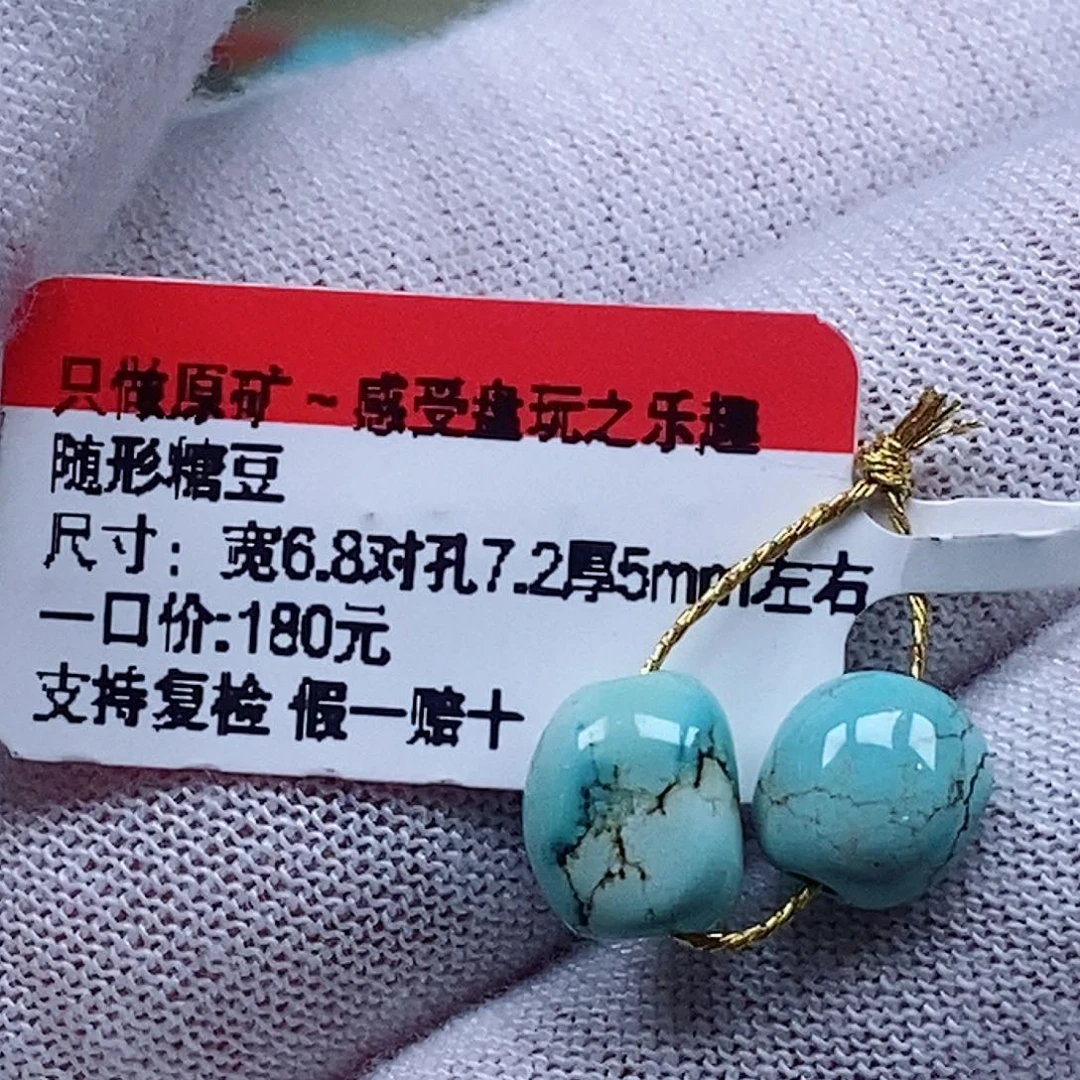 只做原矿~感受盘玩之乐趣
随形糖豆
尺寸：宽6.8对孔7.2厚5mm左右
一口价:180元
支持复检 假一赔十